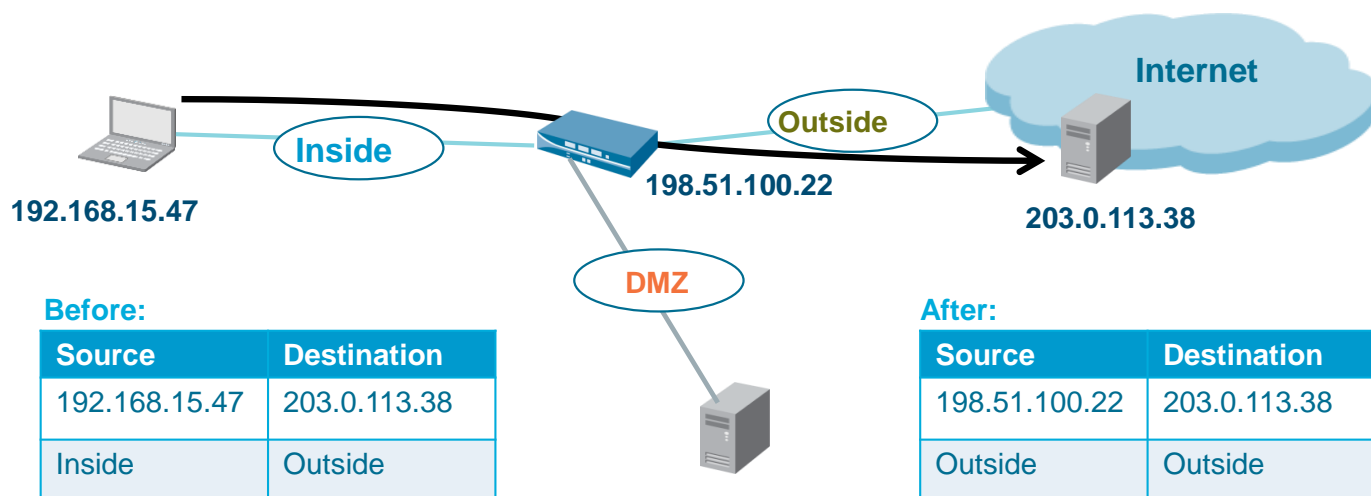 Internet
Outside
Inside
198.51.100.22
192.168.15.47
203.0.113.38
DMZ
Before:
Source Destination
192.168.15.47 203.0.113.38
Inside Outside
After:
Source Destination
198.51.100.22 203.0.113.38
Outside Outside